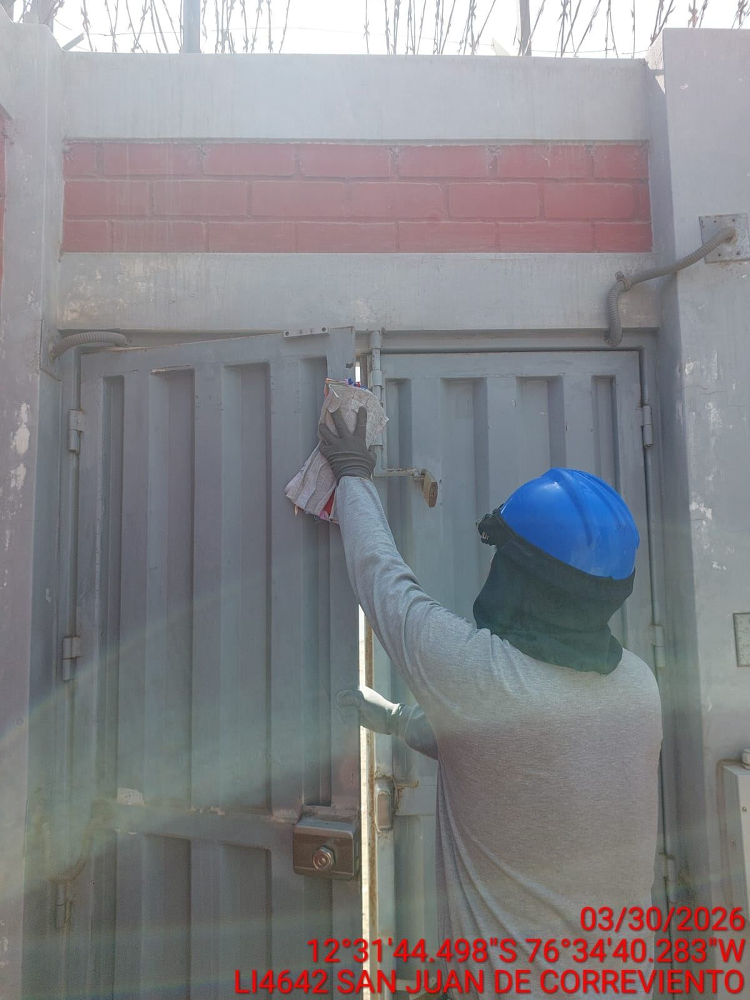 03/30/2026
12°31'44.498"S 76°34'40.283"W
LI4642 SAN JUAN DE CORREVIENTO